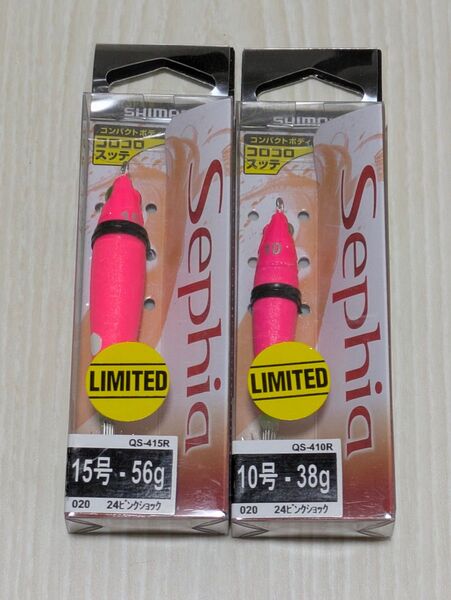 SHIMANO
コンパクトボディ
コロコロ
スッテ
Sephia
LIMITED
QS-415R
15号 - 56g
020 24ピンクショック
SHIMANO
コンパクトボディ
コロコロ
スッテ
10
Sephia
LIMITED
QS-410R
10号 - 38g
020 24ピンクショック